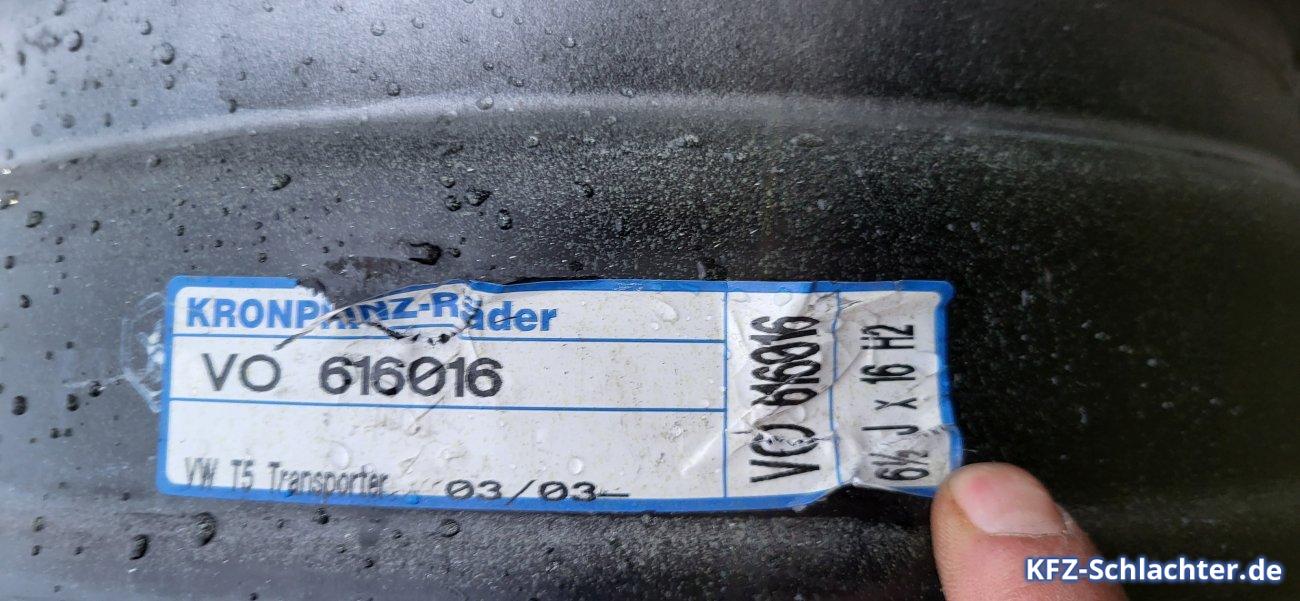 KRONPRINZ-Räder
VO 616016
VW T5 Transporter 03/03-
VO 616016
6½ J x 16 H2
KFZ-Schlachter.de